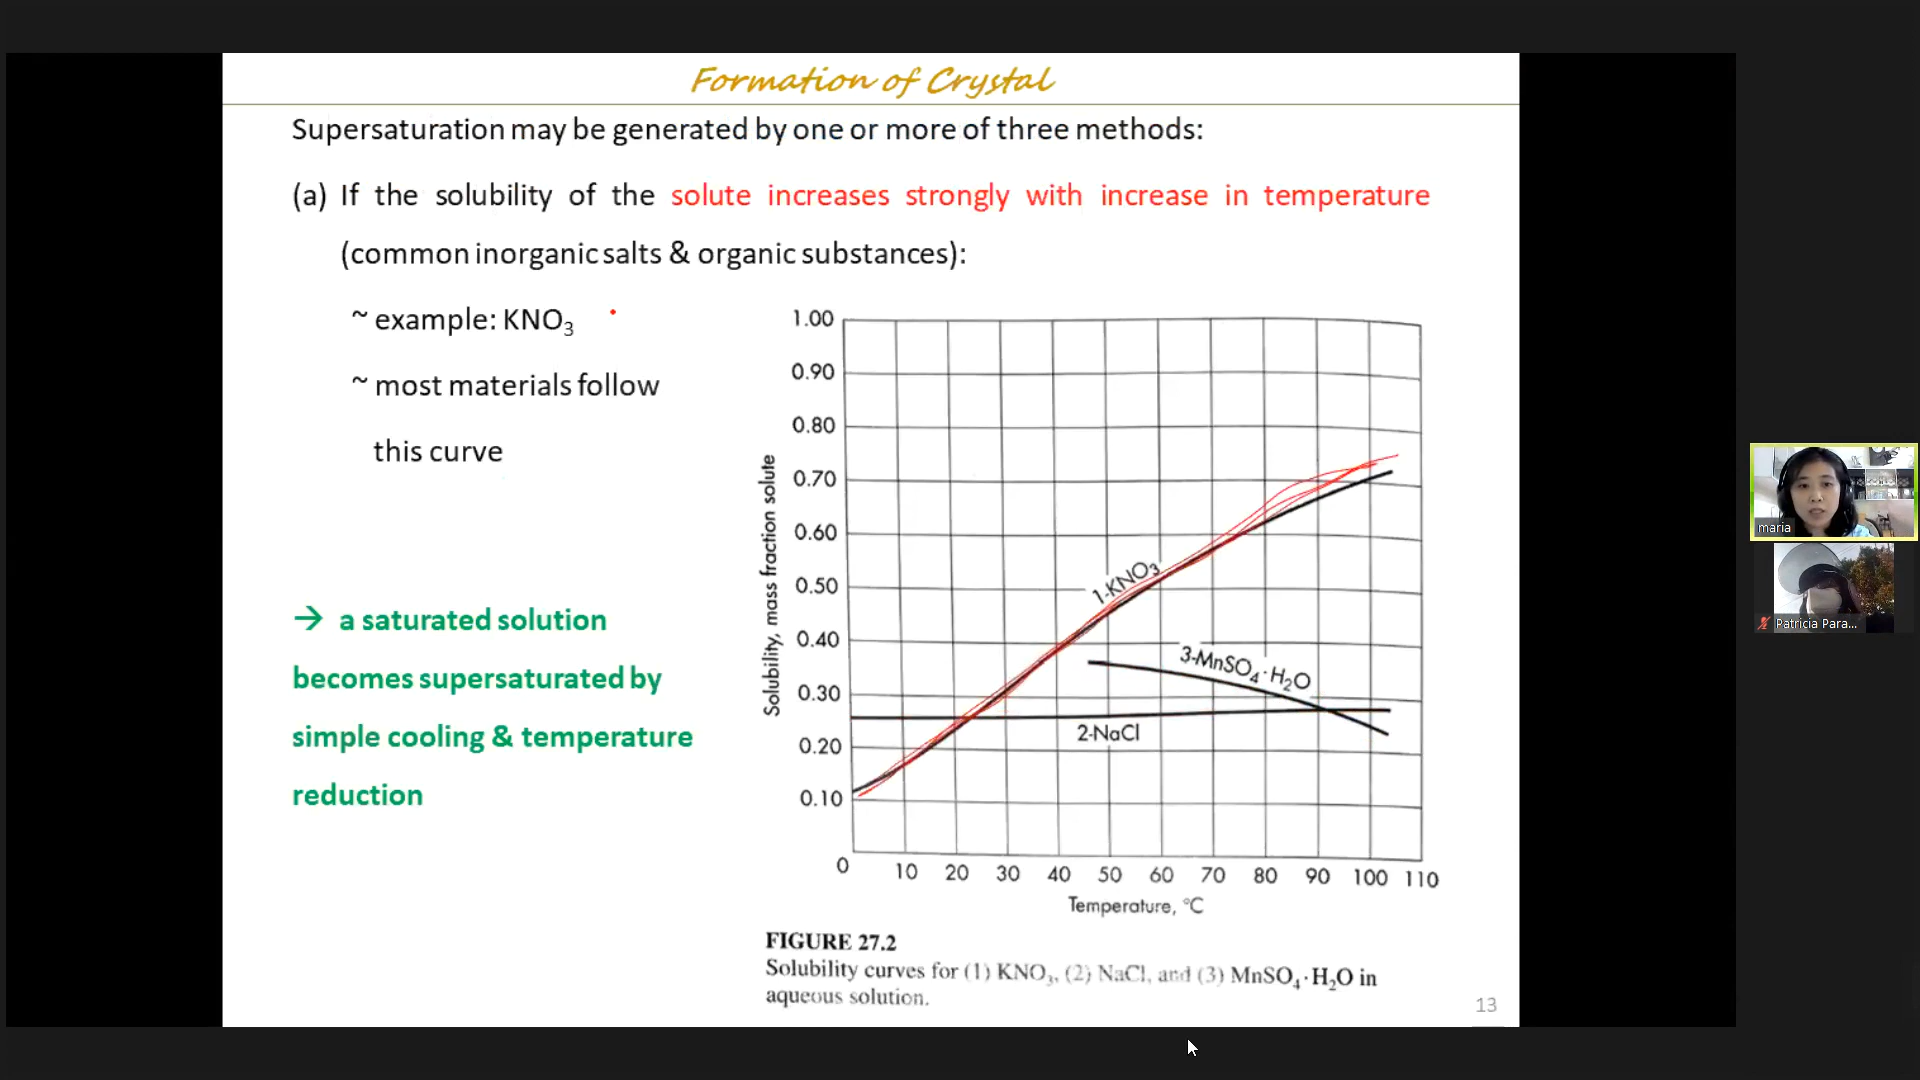 Formation of Crystal
Supersaturation may be generated by one or more of three methods:
(a) If the solubility of the solute increases strongly with increase in temperature
(common inorganic salts & organic substances):
~ example: KNO3
~ most materials follow
this curve
→ a saturated solution
becomes supersaturated by
simple cooling & temperature
reduction
Solubility, mass fraction solute
1.00
0.90
0.80
0.70
0.60
0.50
0.40
0.30
0.20
0.10
1-KNO3
3-MnSO4·H2O
2-NaCl
0 10 20 30 40 50 60 70 80 90 100 110
Temperature, °C
FIGURE 27.2
Solubility curves for (1) KNO3, (2) NaCl, and (3) MnSO4·H2O in
aqueous solution.
13
maria
Patricia Para...